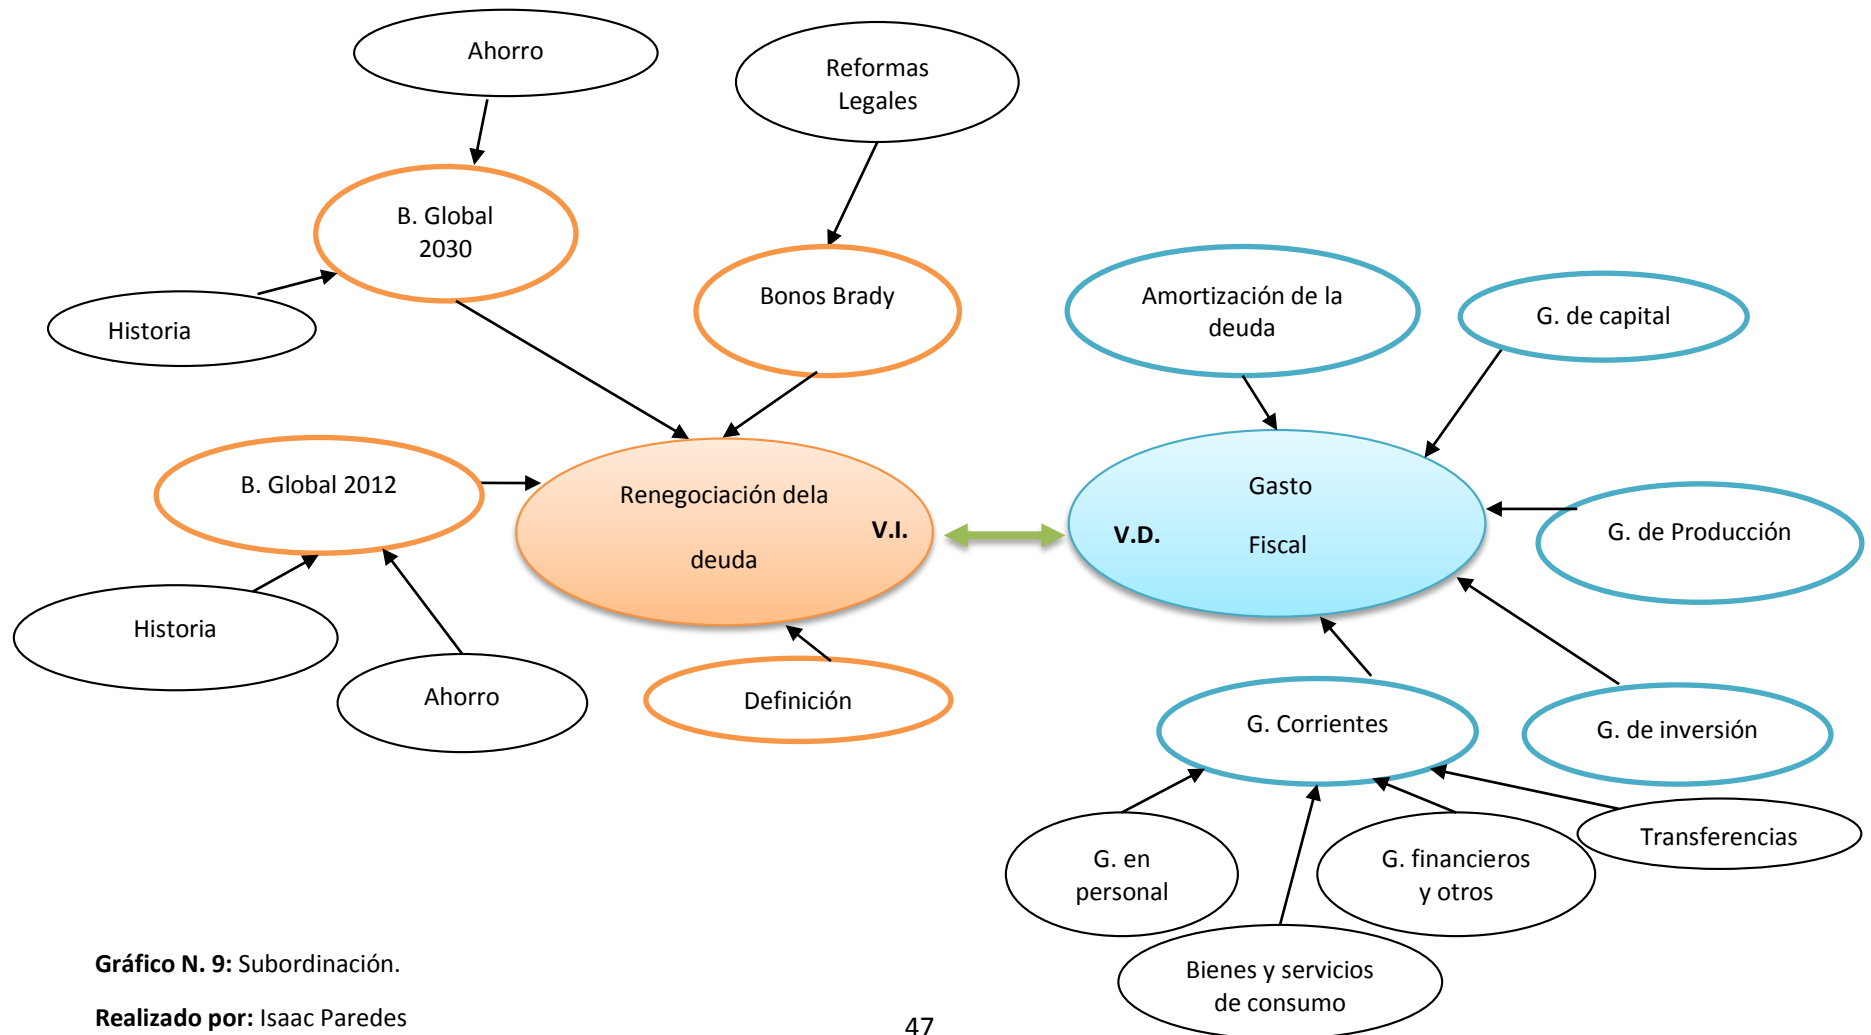 Ahorro
Reformas
Legales
B. Global
2030
Historia
Bonos Brady
Amortización de la
deuda
G. de capital
B. Global 2012
Renegociación dela
deuda
V.I.
V.D.
Gasto
Fiscal
G. de Producción
Historia
Ahorro
Definición
G. Corrientes
G. de inversión
G. en
personal
G. financieros
y otros
Transferencias
Bienes y servicios
de consumo
Gráfico N. 9: Subordinación.
Realizado por: Isaac Paredes
47